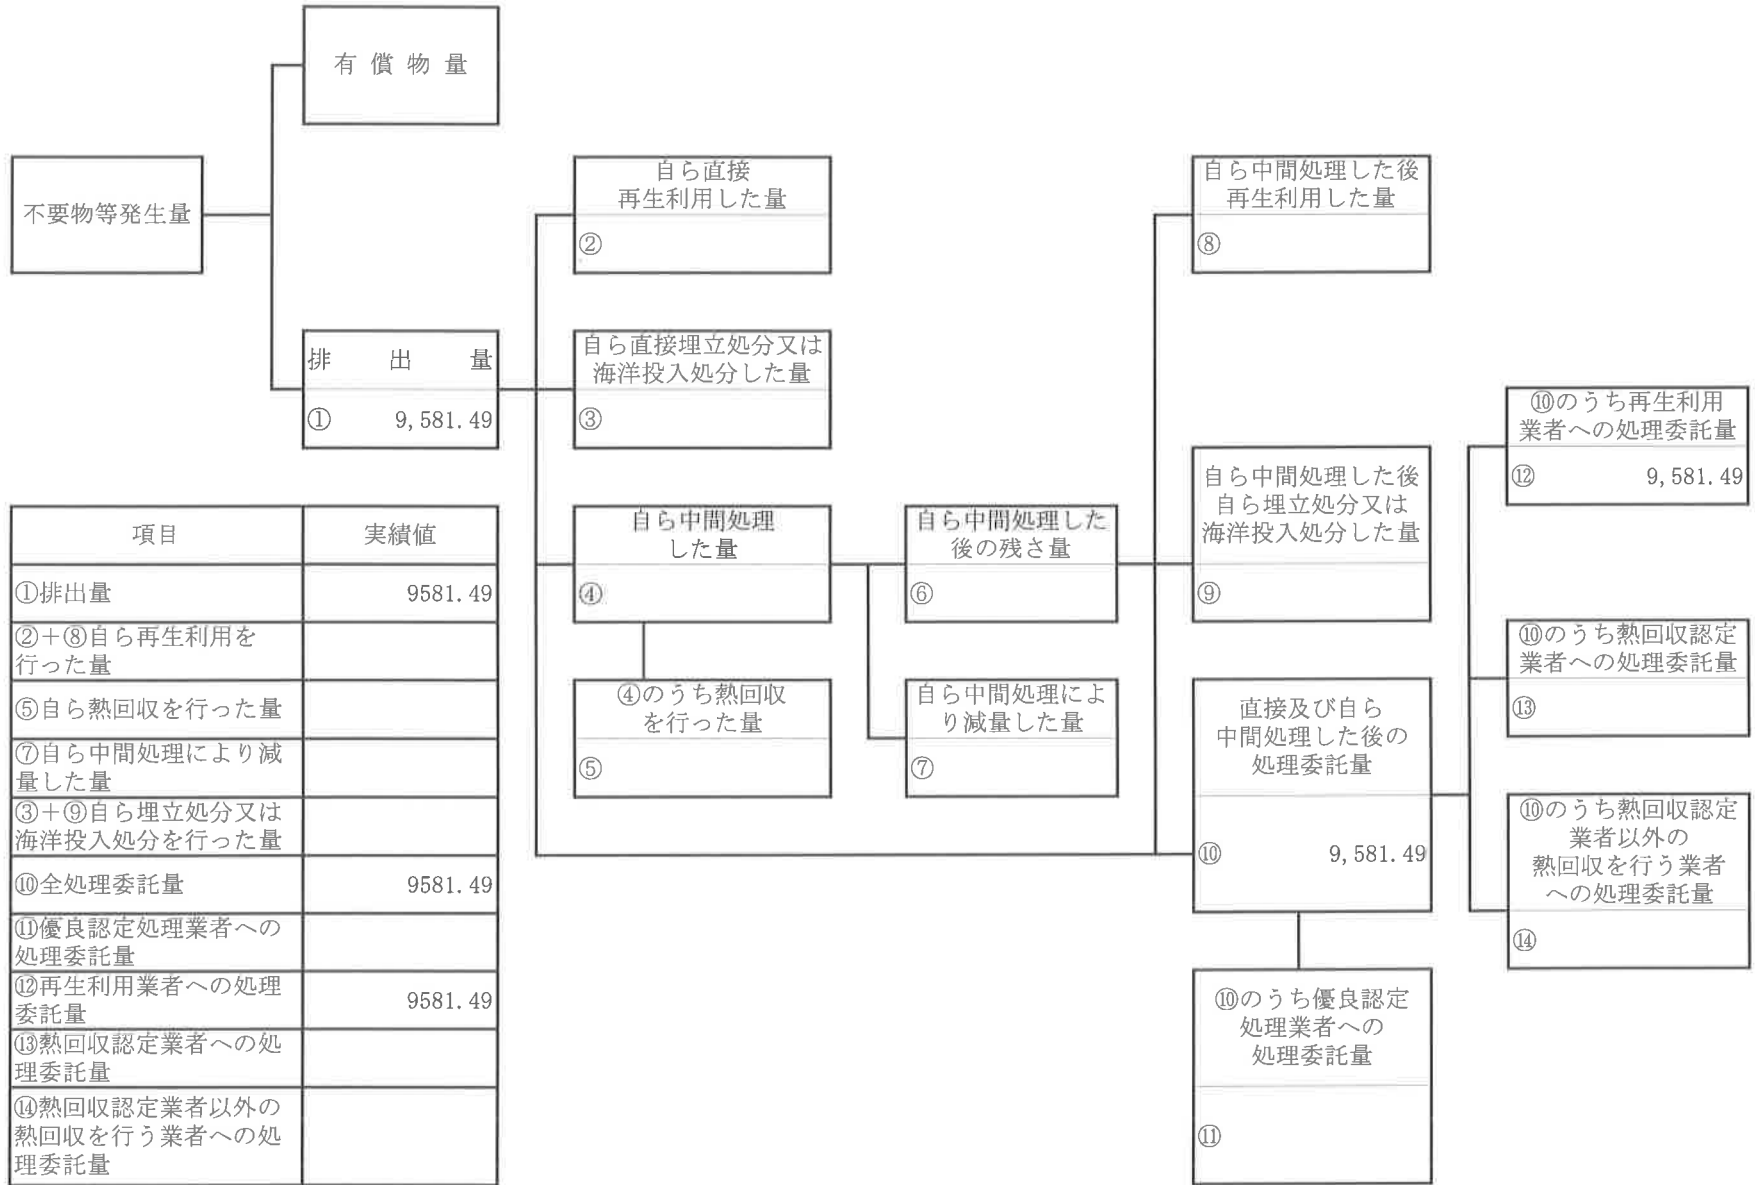 有償物量
不要物等発生量
排出量
① 9,581.49
自ら直接
再生利用した量
②
自ら直接埋立処分又は
海洋投入処分した量
③
自ら中間処理
した量
④
④のうち熱回収
を行った量
⑤
自ら中間処理した
後の残さ量
⑥
自ら中間処理によ
り減量した量
⑦
自ら中間処理した後
再生利用した量
⑧
自ら中間処理した後
自ら埋立処分又は
海洋投入処分した量
⑨
直接及び自ら
中間処理した後の
処理委託量
⑩ 9,581.49
⑩のうち優良認定
処理業者への
処理委託量
⑪
⑩のうち再生利用
業者への処理委託量
⑫ 9,581.49
⑩のうち熱回収認定
業者への処理委託量
⑬
⑩のうち熱回収認定
業者以外の
熱回収を行う業者
への処理委託量
⑭
項目 実績値
①排出量 9581.49
②+⑧自ら再生利用を
行った量
⑤自ら熱回収を行った量
⑦自ら中間処理により減
量した量
③+⑨自ら埋立処分又は
海洋投入処分を行った量
⑩全処理委託量 9581.49
⑪優良認定処理業者への
処理委託量
⑫再生利用業者への処理
委託量 9581.49
⑬熱回収認定業者への処
理委託量
⑭熱回収認定業者以外の
熱回収を行う業者への処
理委託量